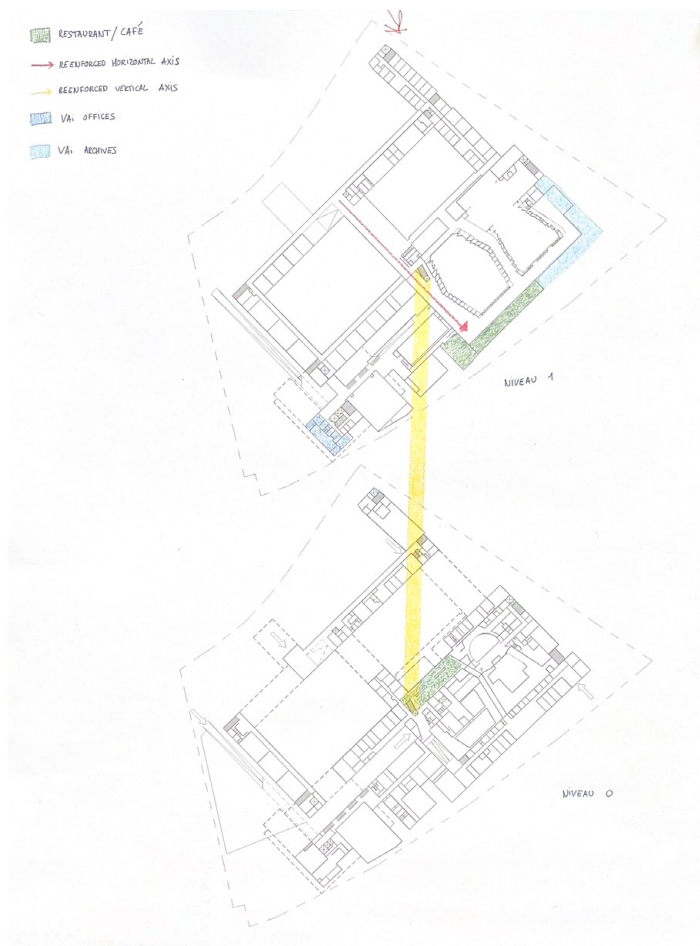 RESTAURANT/CAFÉ
REENFORCED HORIZONTAL AXIS
REENFORCED VERTICAL AXIS
VAi OFFICES
VAi ARCHIVES
NIVEAU 1
NIVEAU 0